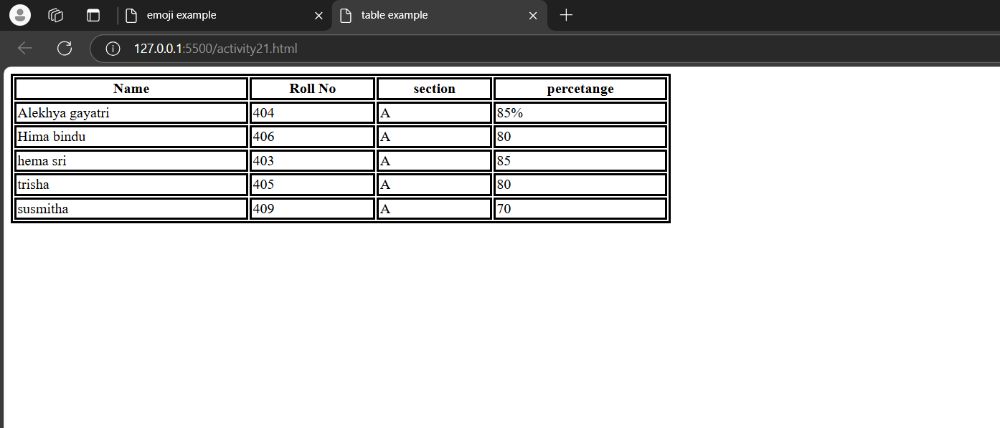 emoji example
table example
127.0.0.1:5500/activity21.html
Name Roll No section percetange
Alekhya gayatri 404 A 85%
Hima bindu 406 A 80
hema sri 403 A 85
trisha 405 A 80
susmitha 409 A 70